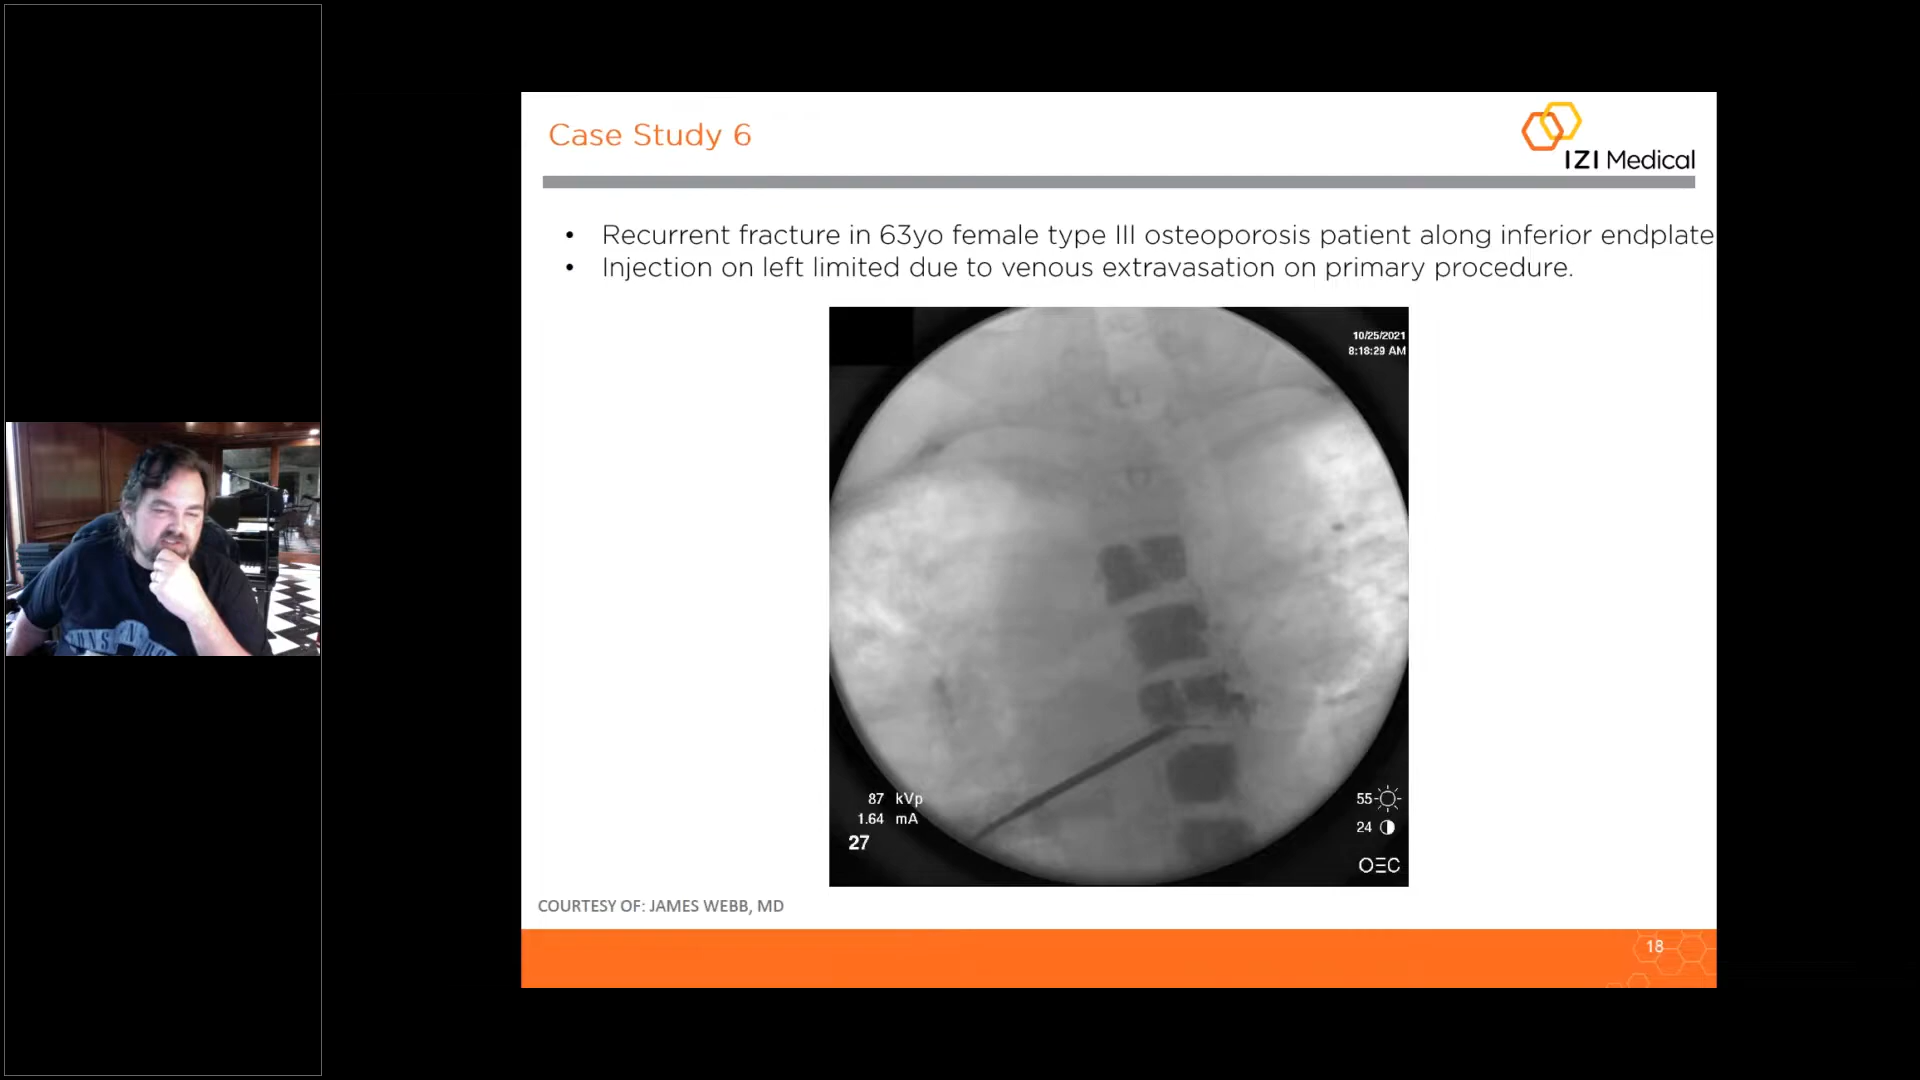 Case Study 6
IZI Medical
• Recurrent fracture in 63yo female type III osteoporosis patient along inferior endplate
• Injection on left limited due to venous extravasation on primary procedure.
10/25/2021
8:18:29 AM
87 kVp
1.64 mA
27
55
24
OEC
COURTESY OF: JAMES WEBB, MD
18